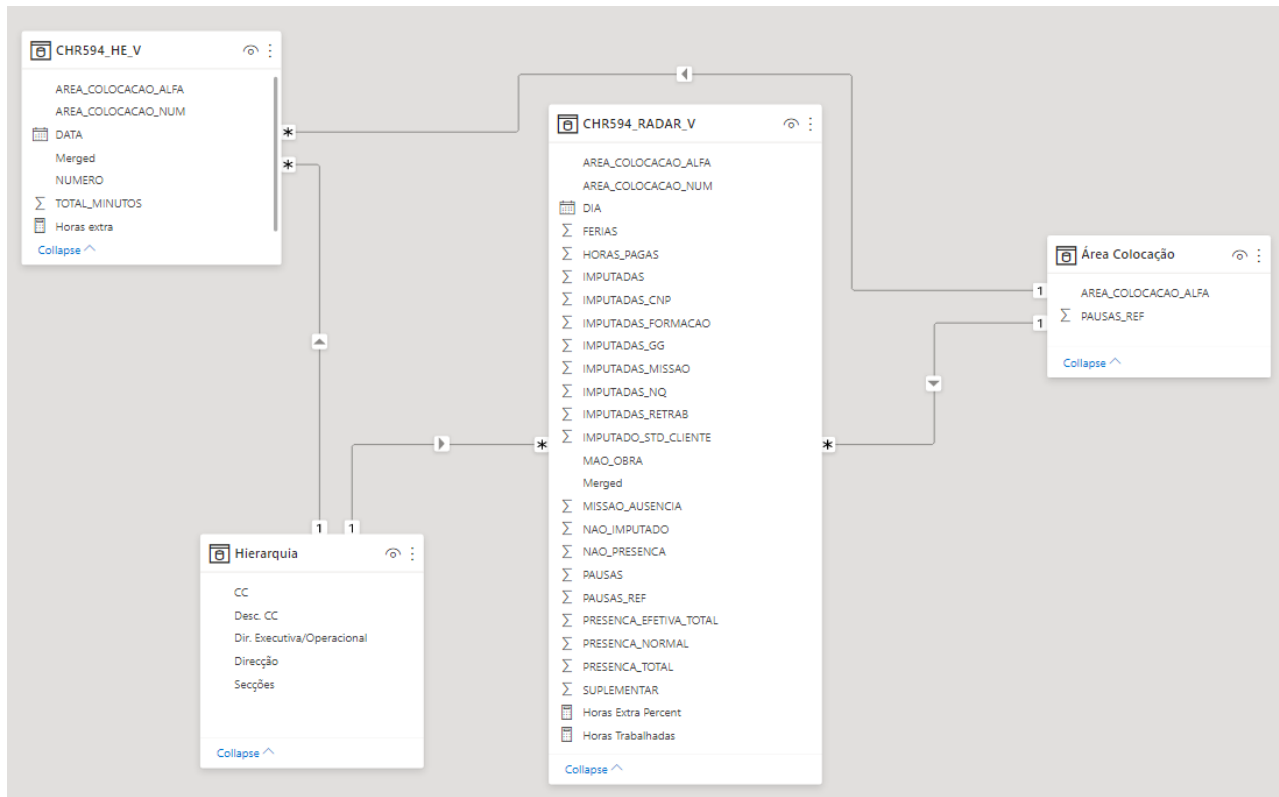 CHR594_HE_V
AREA_COLOCACAO_ALFA
AREA_COLOCACAO_NUM
DATA
Merged
NUMERO
TOTAL_MINUTOS
Horas extra
Collapse
*
*
CHR594_RADAR_V
AREA_COLOCACAO_ALFA
AREA_COLOCACAO_NUM
DIA
FERIAS
HORAS_PAGAS
IMPUTADAS
IMPUTADAS_CNP
IMPUTADAS_FORMACAO
IMPUTADAS_GG
IMPUTADAS_MISSAO
IMPUTADAS_NQ
IMPUTADAS_RETRAB
IMPUTADO_STD_CLIENTE
MAO_OBRA
Merged
MISSAO_AUSENCIA
NAO_IMPUTADO
NAO_PRESENCA
PAUSAS
PAUSAS_REF
PRESENCA_EFETIVA_TOTAL
PRESENCA_NORMAL
PRESENCA_TOTAL
SUPLEMENTAR
Horas Extra Percent
Horas Trabalhadas
Collapse
*
*
Área Colocação
AREA_COLOCACAO_ALFA
PAUSAS_REF
Collapse
1
1
1 1
Hierarquia
CC
Desc. CC
Dir. Executiva/Operacional
Direcção
Secções
Collapse